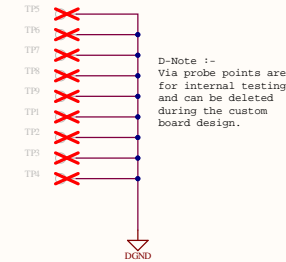 TP5
TP6
TP7
TP8
TP9
TP1
TP2
TP3
TP4
D-Note :-
Via probe points are
for internal testing
and can be deleted
during the custom
board design.
DGND